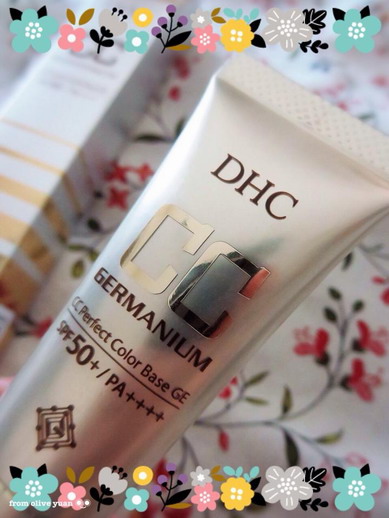 DHC
CC
GERMANIUM
CC Perfect Color Base GE
SPF50+/PA++++
from olive yuan